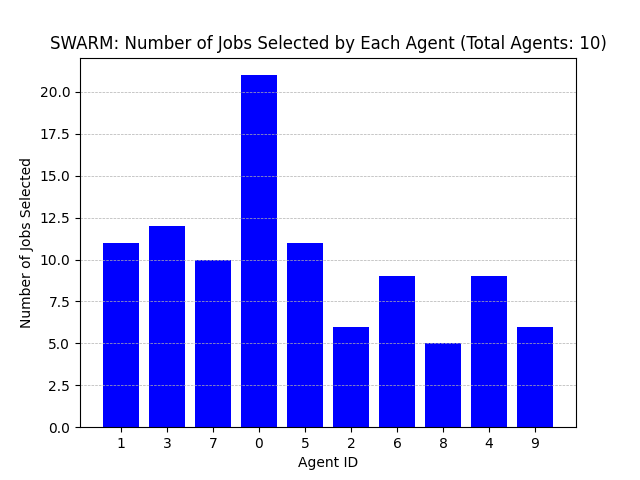 SWARM: Number of Jobs Selected by Each Agent (Total Agents: 10)
20.0
17.5
15.0
12.5
10.0
7.5
5.0
2.5
0.0
Number of Jobs Selected
1 3 7 0 5 2 6 8 4 9
Agent ID